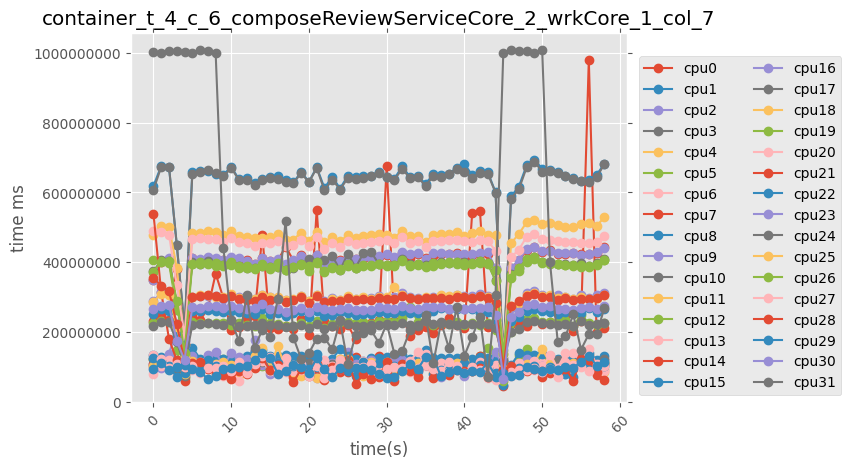 container_t_4_c_6_composeReviewServiceCore_2_wrkCore_1_col_7
1000000000
800000000
600000000
400000000
200000000
0
time ms
0 10 20 30 40 50 60
time(s)
cpu0 cpu16
cpu1 cpu17
cpu2 cpu18
cpu3 cpu19
cpu4 cpu20
cpu5 cpu21
cpu6 cpu22
cpu7 cpu23
cpu8 cpu24
cpu9 cpu25
cpu10 cpu26
cpu11 cpu27
cpu12 cpu28
cpu13 cpu29
cpu14 cpu30
cpu15 cpu31